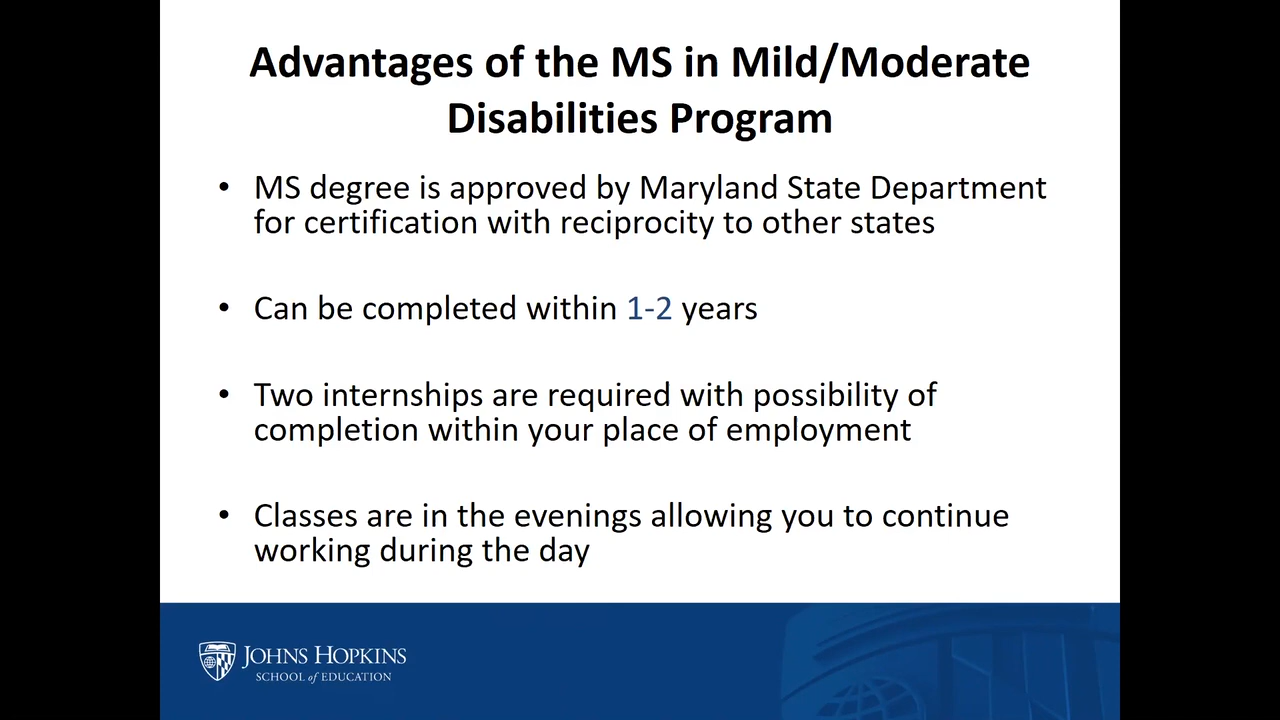 Advantages of the MS in Mild/Moderate
Disabilities Program
• MS degree is approved by Maryland State Department
for certification with reciprocity to other states
• Can be completed within 1-2 years
• Two internships are required with possibility of
completion within your place of employment
• Classes are in the evenings allowing you to continue
working during the day
JOHNS HOPKINS
SCHOOL of EDUCATION